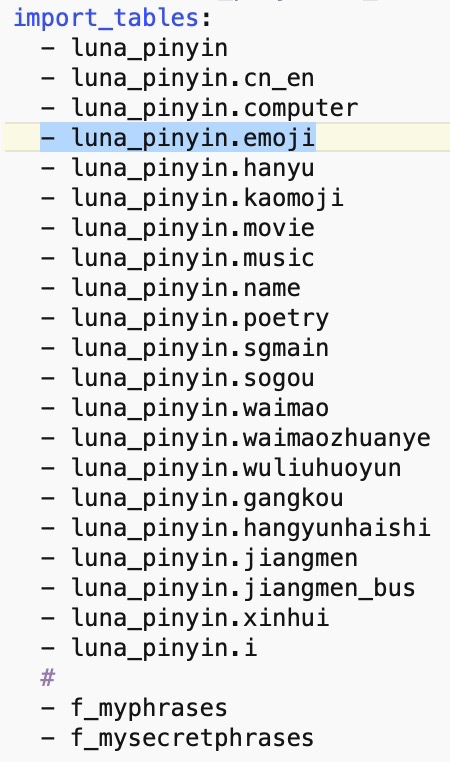 import_tables:
- luna_pinyin
- luna_pinyin.cn_en
- luna_pinyin.computer
- luna_pinyin.emoji
- luna_pinyin.hanyu
- luna_pinyin.kaomoji
- luna_pinyin.movie
- luna_pinyin.music
- luna_pinyin.name
- luna_pinyin.poetry
- luna_pinyin.sgmain
- luna_pinyin.sogou
- luna_pinyin.waimao
- luna_pinyin.waimaozhuanye
- luna_pinyin.wuliuhuoyun
- luna_pinyin.gangkou
- luna_pinyin.hangyunhaishi
- luna_pinyin.jiangmen
- luna_pinyin.jiangmen_bus
- luna_pinyin.xinhui
- luna_pinyin.i
#
- f_myphrases
- f_mysecretphrases